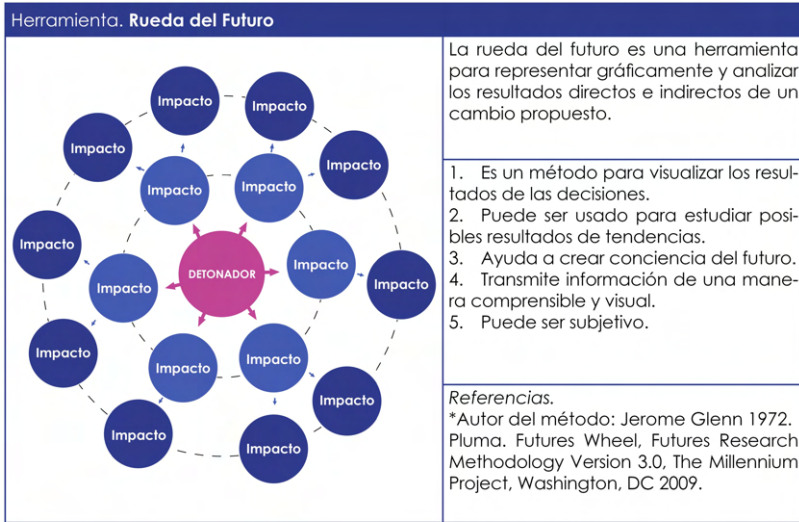 Herramienta. Rueda del Futuro
Impacto
Impacto
Impacto
Impacto
Impacto
Impacto
Impacto
Impacto
DETONADOR
Impacto
Impacto
Impacto
Impacto
Impacto
Impacto
Impacto
Impacto
La rueda del futuro es una herramienta
para representar gráficamente y analizar
los resultados directos e indirectos de un
cambio propuesto.
1. Es un método para visualizar los resul-
tados de las decisiones.
2. Puede ser usado para estudiar posi-
bles resultados de tendencias.
3. Ayuda a crear conciencia del futuro.
4. Transmite información de una mane-
ra comprensible y visual.
5. Puede ser subjetivo.
Referencias.
*Autor del método: Jerome Glenn 1972.
Pluma. Futures Wheel, Futures Research
Methodology Version 3.0, The Millennium
Project, Washington, DC 2009.